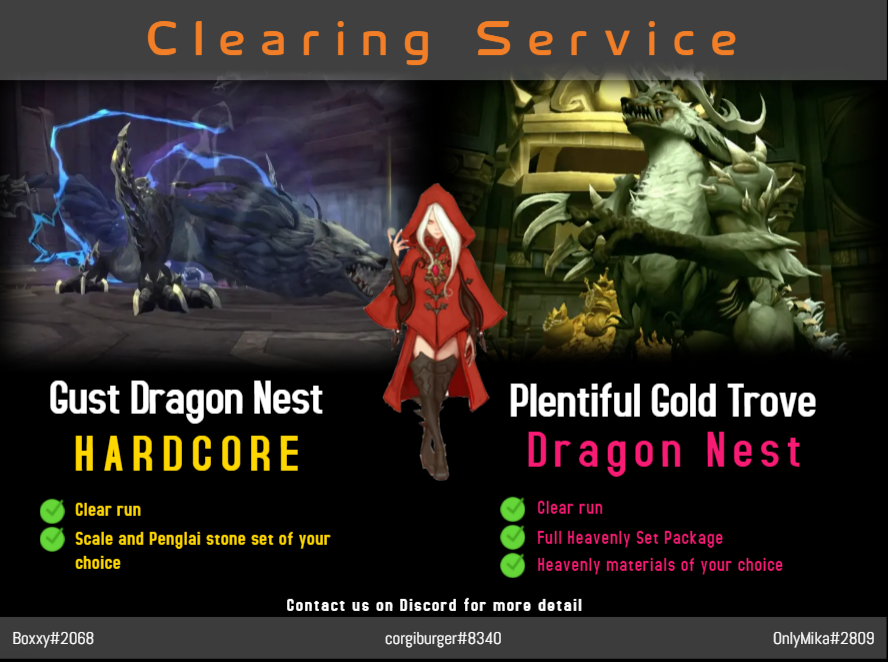 Clearing Service
Gust Dragon Nest
HARDCORE
Clear run
Scale and Penglai stone set of your
choice
Plentiful Gold Trove
Dragon Nest
Clear run
Full Heavenly Set Package
Heavenly materials of your choice
Contact us on Discord for more detail
Boxxy#2068
corgiburger#8340
OnlyMika#2809